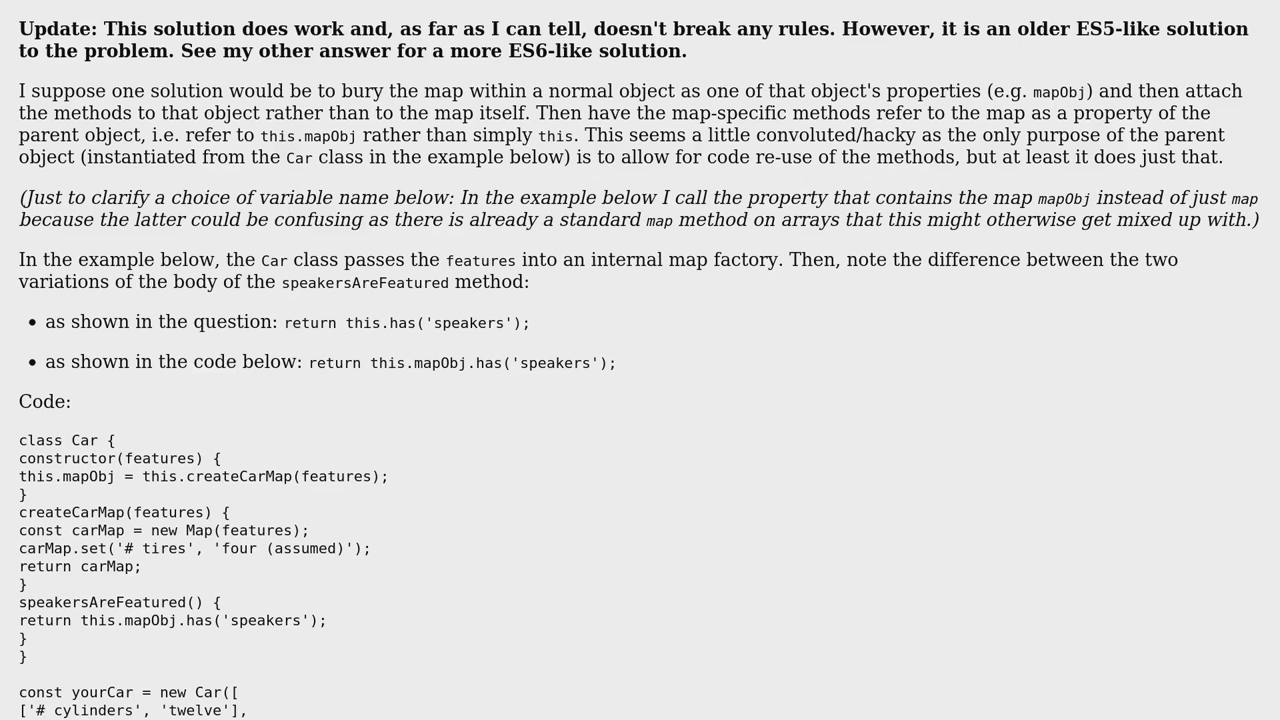 Update: This solution does work and, as far as I can tell, doesn't break any rules. However, it is an older ES5-like solution
to the problem. See my other answer for a more ES6-like solution.
I suppose one solution would be to bury the map within a normal object as one of that object's properties (e.g. mapObj) and then attach
the methods to that object rather than to the map itself. Then have the map-specific methods refer to the map as a property of the
parent object, i.e. refer to this.mapObj rather than simply this. This seems a little convoluted/hacky as the only purpose of the parent
object (instantiated from the Car class in the example below) is to allow for code re-use of the methods, but at least it does just that.
(Just to clarify a choice of variable name below: In the example below I call the property that contains the map mapObj instead of just map
because the latter could be confusing as there is already a standard map method on arrays that this might otherwise get mixed up with.)
In the example below, the Car class passes the features into an internal map factory. Then, note the difference between the two
variations of the body of the speakersAreFeatured method:
• as shown in the question: return this.has('speakers');
• as shown in the code below: return this.mapObj.has('speakers');
Code:
class Car {
constructor(features) {
this.mapObj = this.createCarMap(features);
}
createCarMap(features) {
const carMap = new Map(features);
carMap.set('# tires', 'four (assumed)');
return carMap;
}
speakersAreFeatured() {
return this.mapObj.has('speakers');
}
}
const yourCar = new Car([
['# cylinders', 'twelve'],